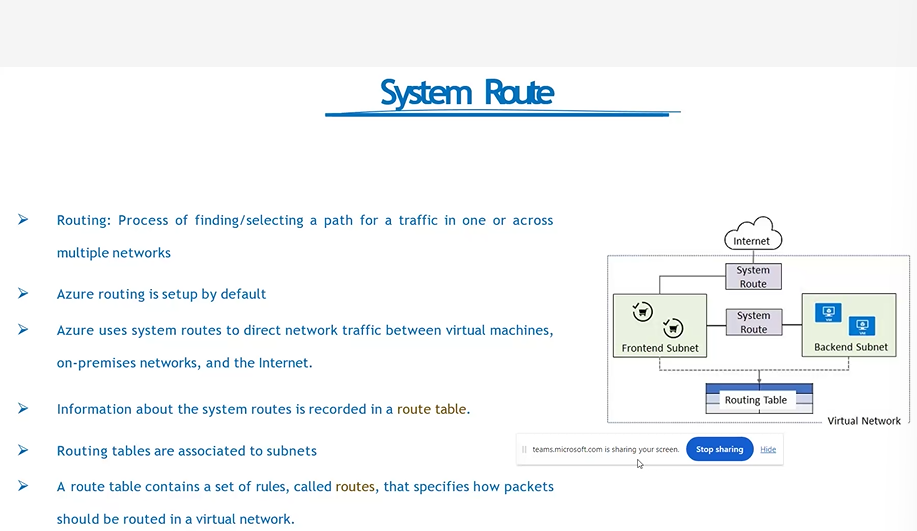 System Route
Routing: Process of finding/selecting a path for a traffic in one or across
multiple networks
Azure routing is setup by default
Azure uses system routes to direct network traffic between virtual machines,
on-premises networks, and the Internet.
Information about the system routes is recorded in a route table.
Routing tables are associated to subnets
A route table contains a set of rules, called routes, that specifies how packets
should be routed in a virtual network.
Internet
System
Route
System
Route
Frontend Subnet
Backend Subnet
Routing Table
Virtual Network
teams.microsoft.com is sharing your screen.
Stop sharing
Hide